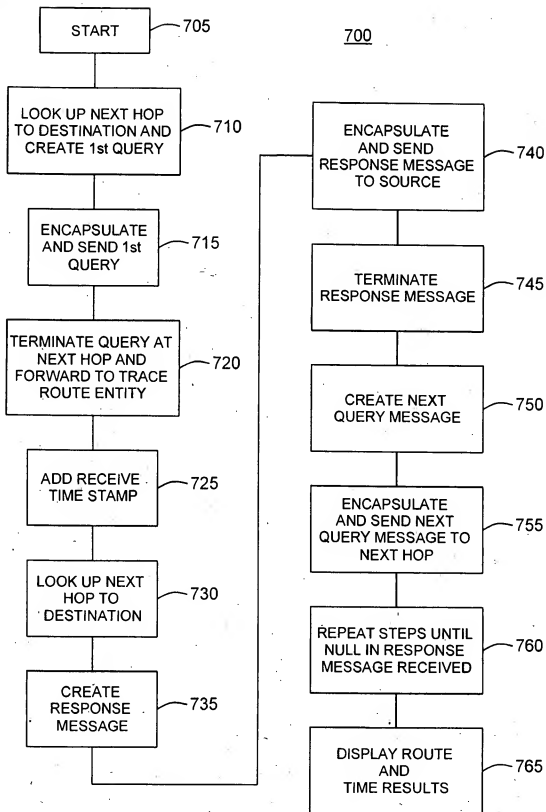 START
705
700
LOOK UP NEXT HOP
TO DESTINATION AND
CREATE 1st QUERY
710
ENCAPSULATE
AND SEND 1st
QUERY
715
TERMINATE QUERY AT
NEXT HOP AND
FORWARD TO TRACE
ROUTE ENTITY
720
ADD RECEIVE
TIME STAMP
725
LOOK UP NEXT
HOP TO
DESTINATION
730
CREATE
RESPONSE
MESSAGE
735
ENCAPSULATE
AND SEND
RESPONSE MESSAGE
TO SOURCE
740
TERMINATE
RESPONSE MESSAGE
745
CREATE NEXT
QUERY MESSAGE
750
ENCAPSULATE
AND SEND NEXT
QUERY MESSAGE TO
NEXT HOP
755
REPEAT STEPS UNTIL
NULL IN RESPONSE
MESSAGE RECEIVED
760
DISPLAY ROUTE
AND
TIME RESULTS
765